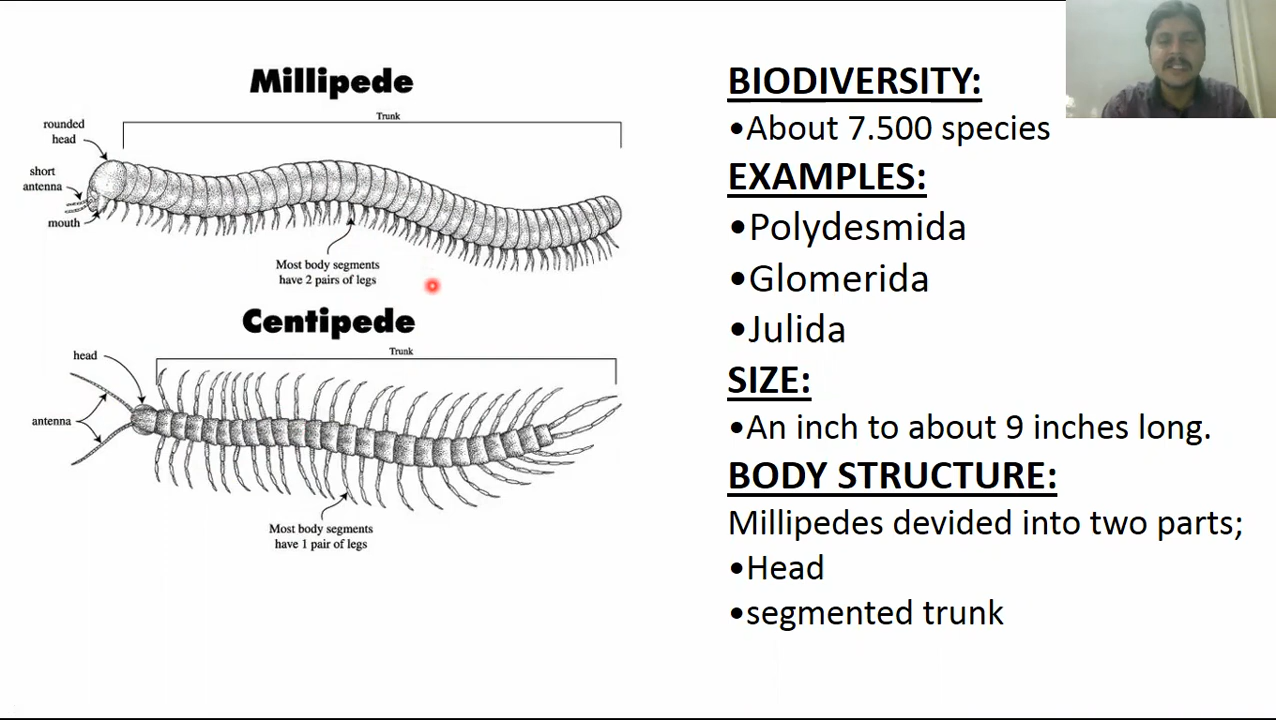 Millipede
Trunk
rounded
head
short
antenna
mouth
Most body segments
have 2 pairs of legs
Centipede
Trunk
head
antenna
Most body segments
have 1 pair of legs
BIODIVERSITY:
•About 7.500 species
EXAMPLES:
•Polydesmida
•Glomerida
•Julida
SIZE:
•An inch to about 9 inches long.
BODY STRUCTURE:
Millipedes devided into two parts;
•Head
•segmented trunk